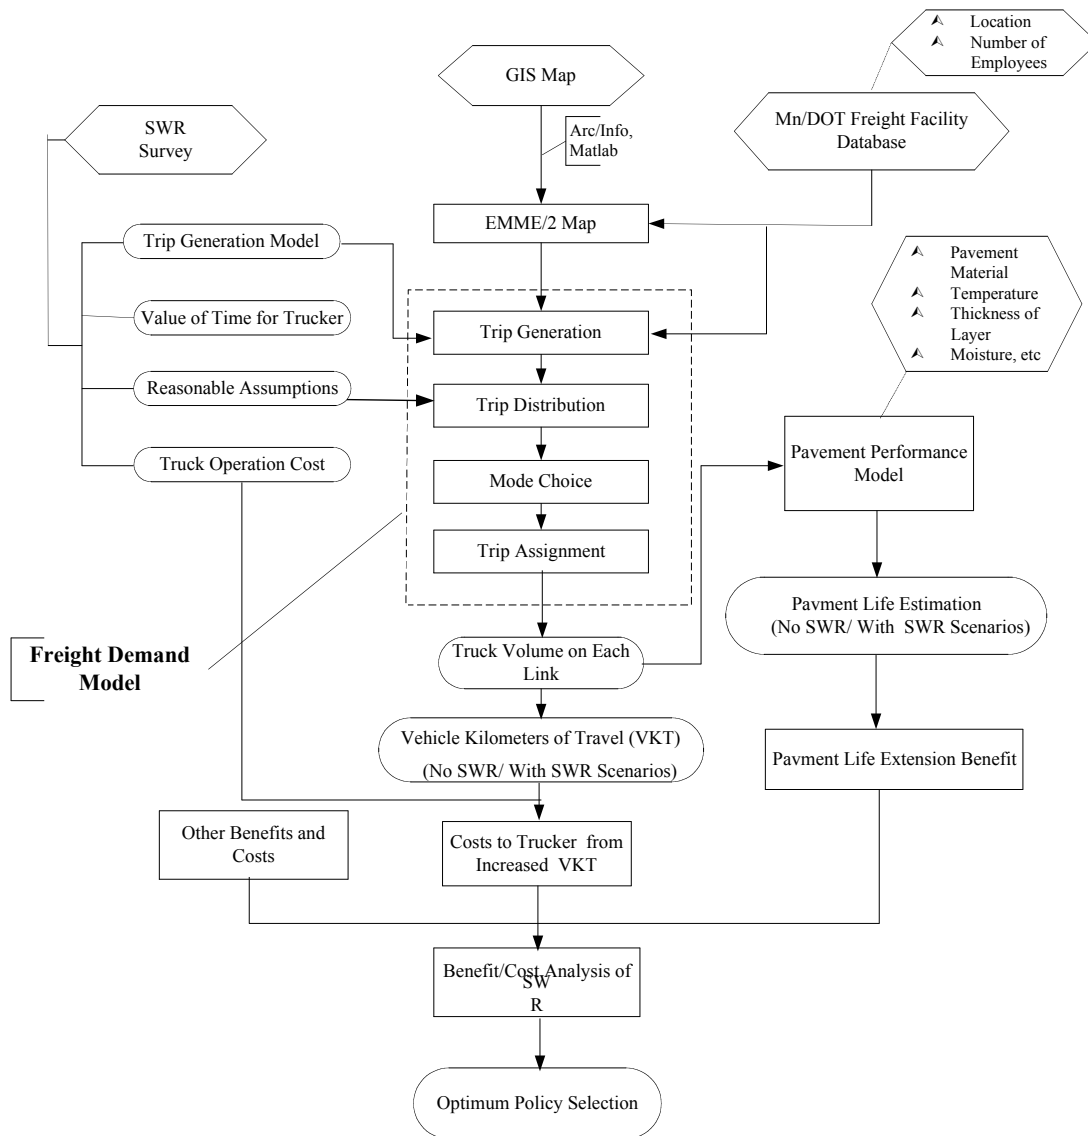 Location
Number of
Employees
GIS Map
SWR
Survey
Arc/Info,
Matlab
Mn/DOT Freight Facility
Database
EMME/2 Map
Trip Generation Model
Pavement
Material
Temperature
Thickness of
Layer
Moisture, etc
Value of Time for Trucker
Trip Generation
Reasonable Assumptions
Trip Distribution
Truck Operation Cost
Mode Choice
Pavement Performance
Model
Trip Assignment
Pavment Life Estimation
(No SWR/ With SWR Scenarios)
Freight Demand
Model
Truck Volume on Each
Link
Vehicle Kilometers of Travel (VKT)
(No SWR/ With SWR Scenarios)
Pavment Life Extension Benefit
Other Benefits and
Costs
Costs to Trucker from
Increased VKT
Benefit/Cost Analysis of
SW
R
Optimum Policy Selection